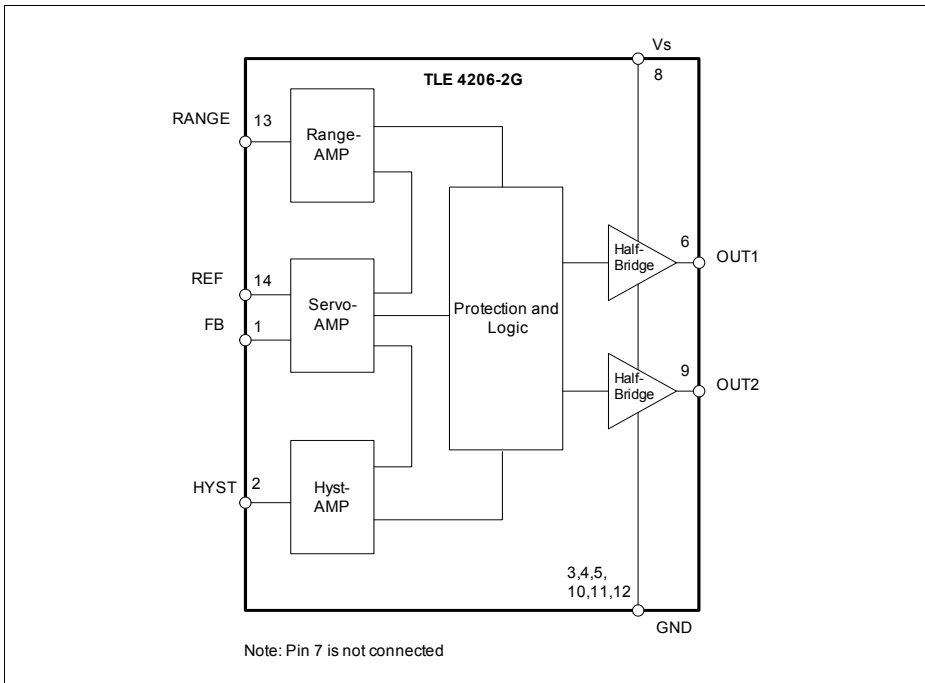 Vs
8
TLE 4206-2G
RANGE
13
Range-
AMP
REF
14
FB
1
Servo-
AMP
Protection and
Logic
Half-
Bridge
6
OUT1
Half-
Bridge
9
OUT2
HYST
2
Hyst-
AMP
3,4,5,
10,11,12
GND
Note: Pin 7 is not connected